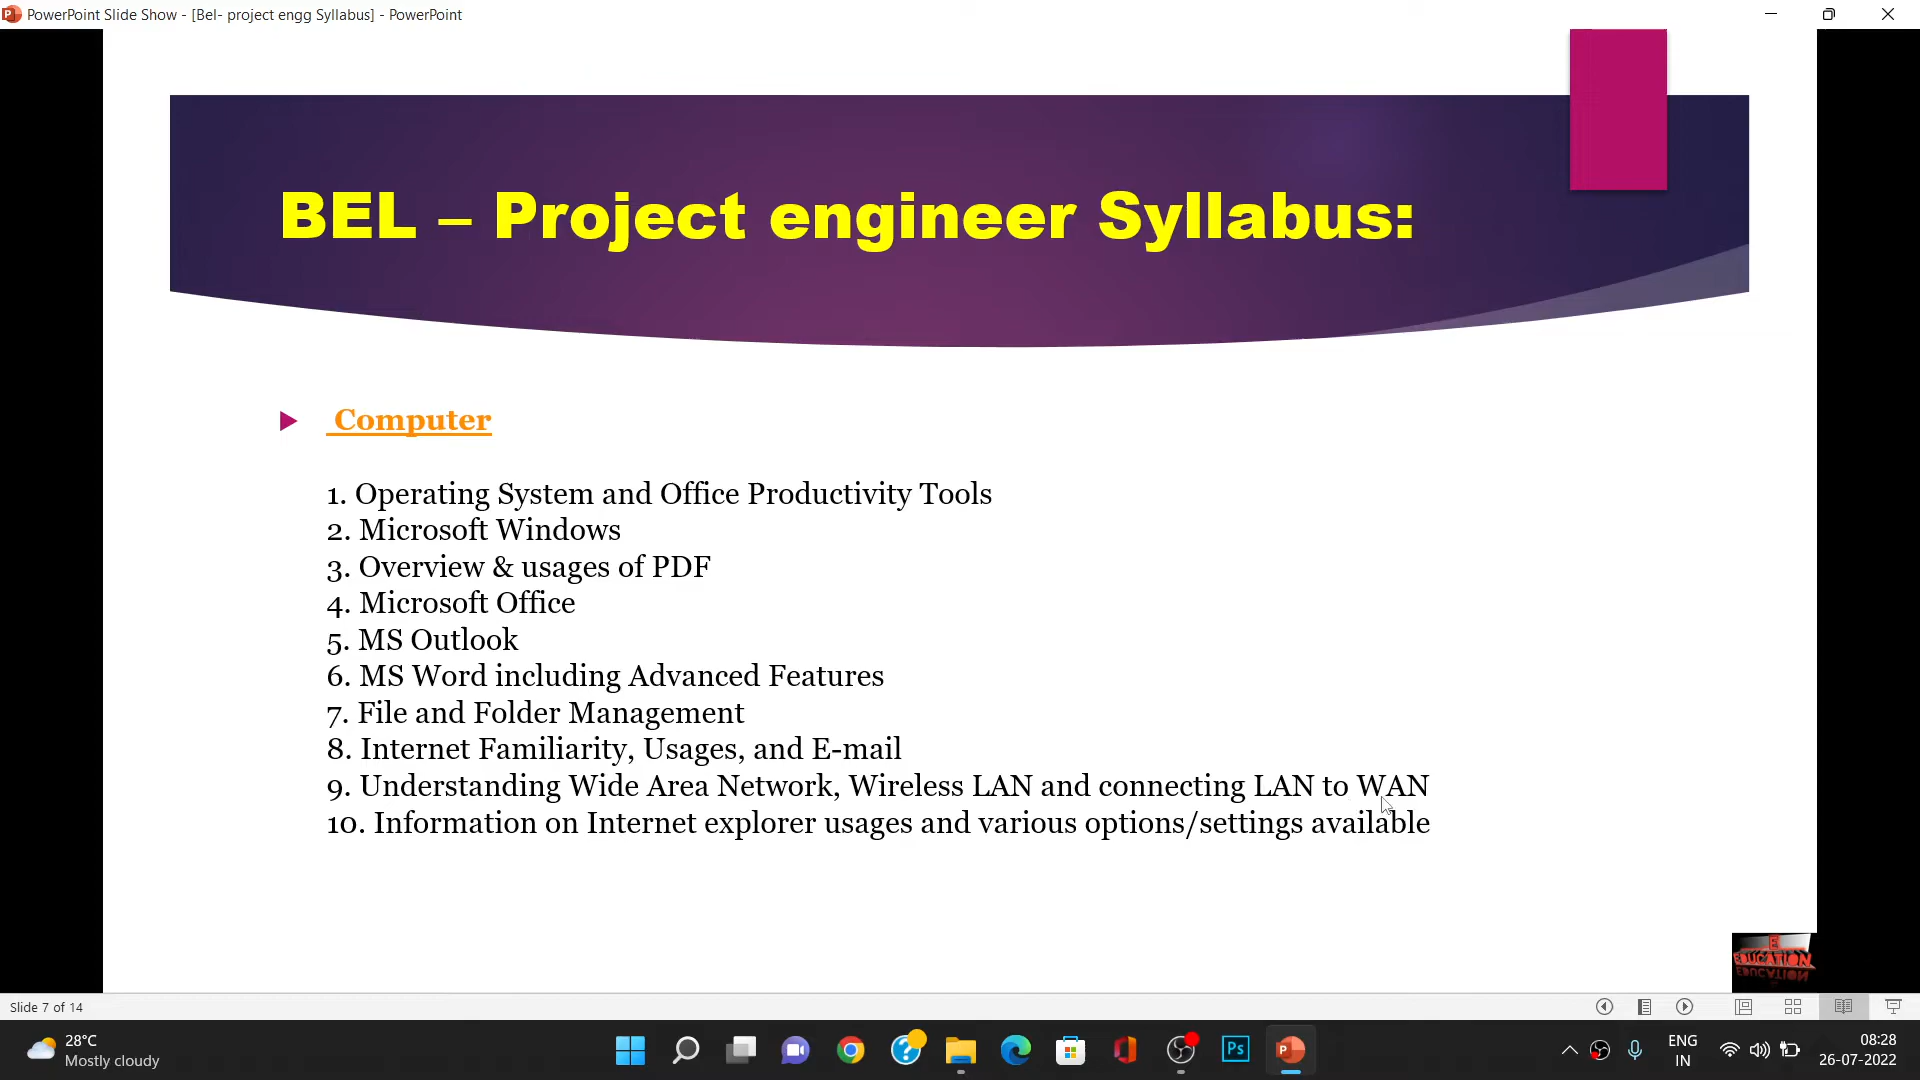 PowerPoint Slide Show - [Bel- project engg Syllabus] - PowerPoint
BEL – Project engineer Syllabus:
Computer
1. Operating System and Office Productivity Tools
2. Microsoft Windows
3. Overview & usages of PDF
4. Microsoft Office
5. MS Outlook
6. MS Word including Advanced Features
7. File and Folder Management
8. Internet Familiarity, Usages, and E-mail
9. Understanding Wide Area Network, Wireless LAN and connecting LAN to WAN
10. Information on Internet explorer usages and various options/settings available
E
EDUCATION
Slide 7 of 14
28°C
Mostly cloudy
Ps
P
ENG
IN
08:28
26-07-2022